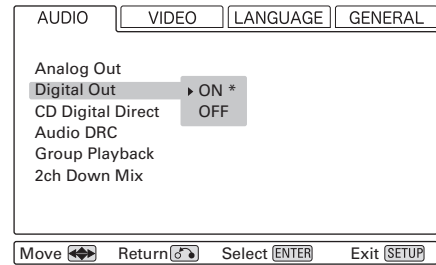 AUDIO VIDEO LANGUAGE GENERAL
Analog Out
Digital Out ON *
CD Digital Direct OFF
Audio DRC
Group Playback
2ch Down Mix
Move Return Select ENTER Exit SETUP